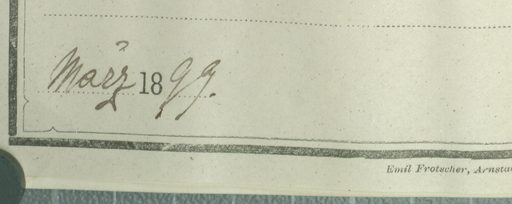 März 1899.
Emil Frotscher, Arnsta